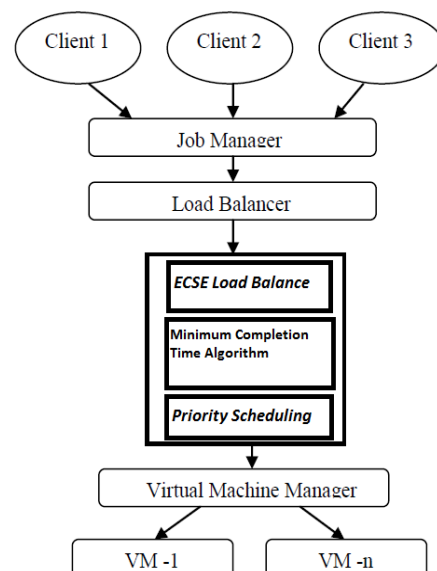 Client 1
Client 2
Client 3
Job Manager
Load Balancer
ECSE Load Balance
Minimum Completion
Time Algorithm
Priority Scheduling
Virtual Machine Manager
VM -1
VM -n